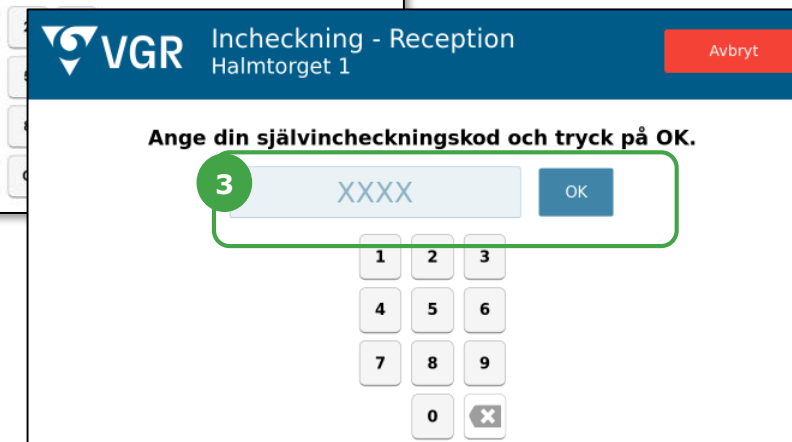 VGR
Incheckning - Reception
Halmtorget 1
Avbryt
Ange din självincheckningskod och tryck på OK.
3
XXXX
OK
1 2 3
4 5 6
7 8 9
0